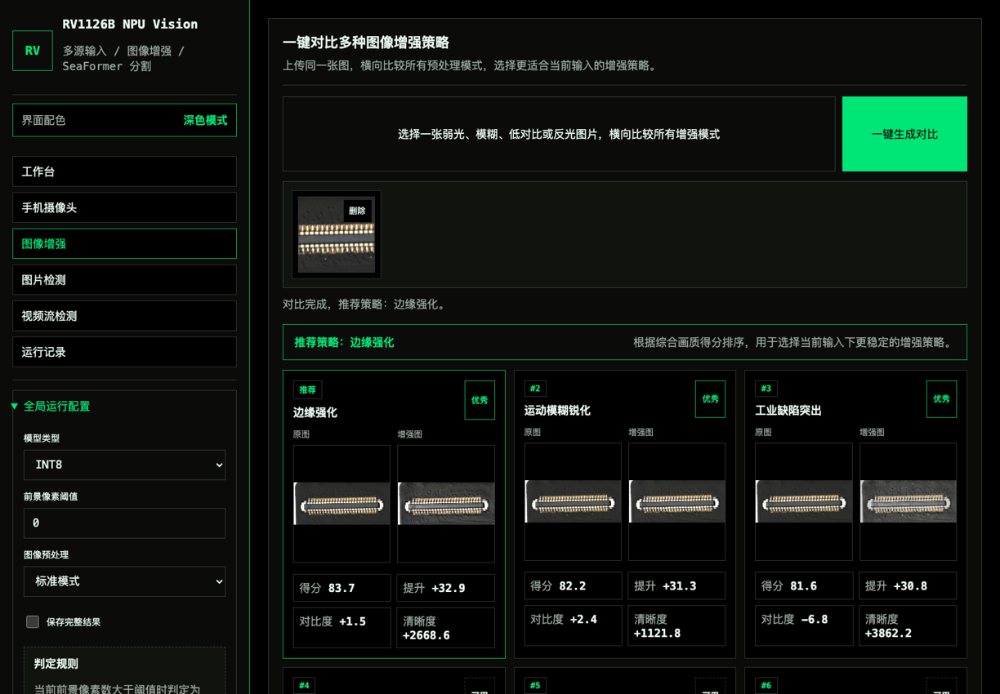 RV
RV1126B NPU Vision
多源输入 / 图像增强 /
SeaFormer 分割
界面配色
深色模式
工作台
手机摄像头
图像增强
图片检测
视频流检测
运行记录
▼ 全局运行配置
模型类型
INT8
前景像素阈值
0
图像预处理
标准模式
保存完整结果
判定规则
当前前景像素数大于阈值时判定为
一键对比多种图像增强策略
上传同一张图，横向比较所有预处理模式，选择更适合当前输入的增强策略。
选择一张弱光、模糊、低对比或反光图片，横向比较所有增强模式
一键生成对比
删除
对比完成，推荐策略：边缘强化。
推荐策略：边缘强化
根据综合画质得分排序，用于选择当前输入下更稳定的增强策略。
推荐
边缘强化
优秀
原图
增强图
得分 83.7
提升 +32.9
对比度 +1.5
清晰度
+2668.6
#2
运动模糊锐化
优秀
原图
增强图
得分 82.2
提升 +31.3
对比度 +2.4
清晰度
+1121.8
#3
工业缺陷突出
优秀
原图
增强图
得分 81.6
提升 +30.8
对比度 −6.8
清晰度
+3862.2
#4
#5
#6